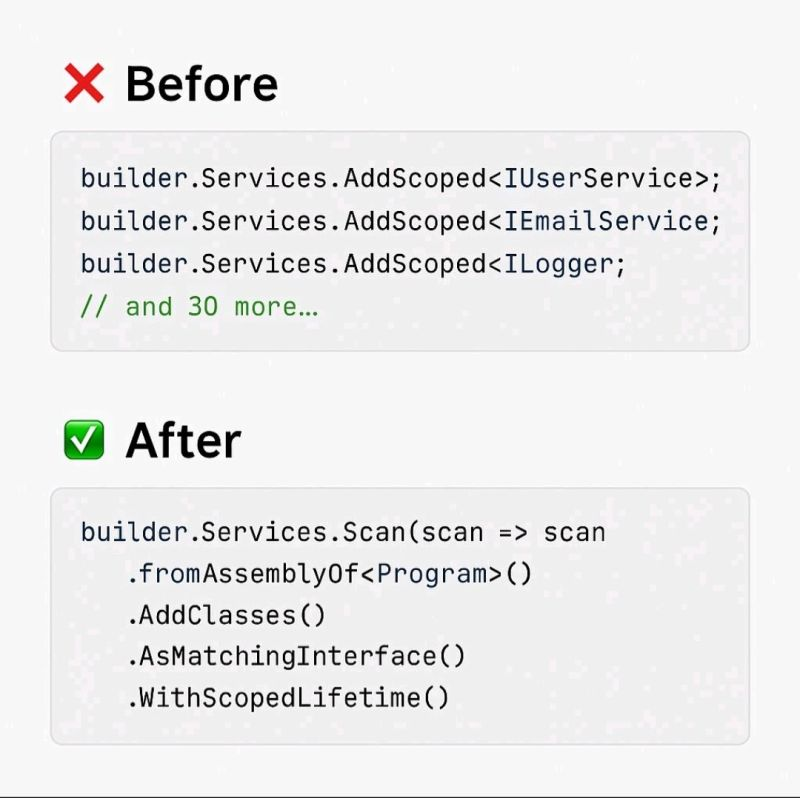 ❌ Before
builder.Services.AddScoped<IUserService>;
builder.Services.AddScoped<IEmailService;
builder.Services.AddScoped<ILogger;
// and 30 more…
✅ After
builder.Services.Scan(scan => scan
.fromAssemblyOf<Program>()
.AddClasses()
.AsMatchingInterface()
.WithScopedLifetime()